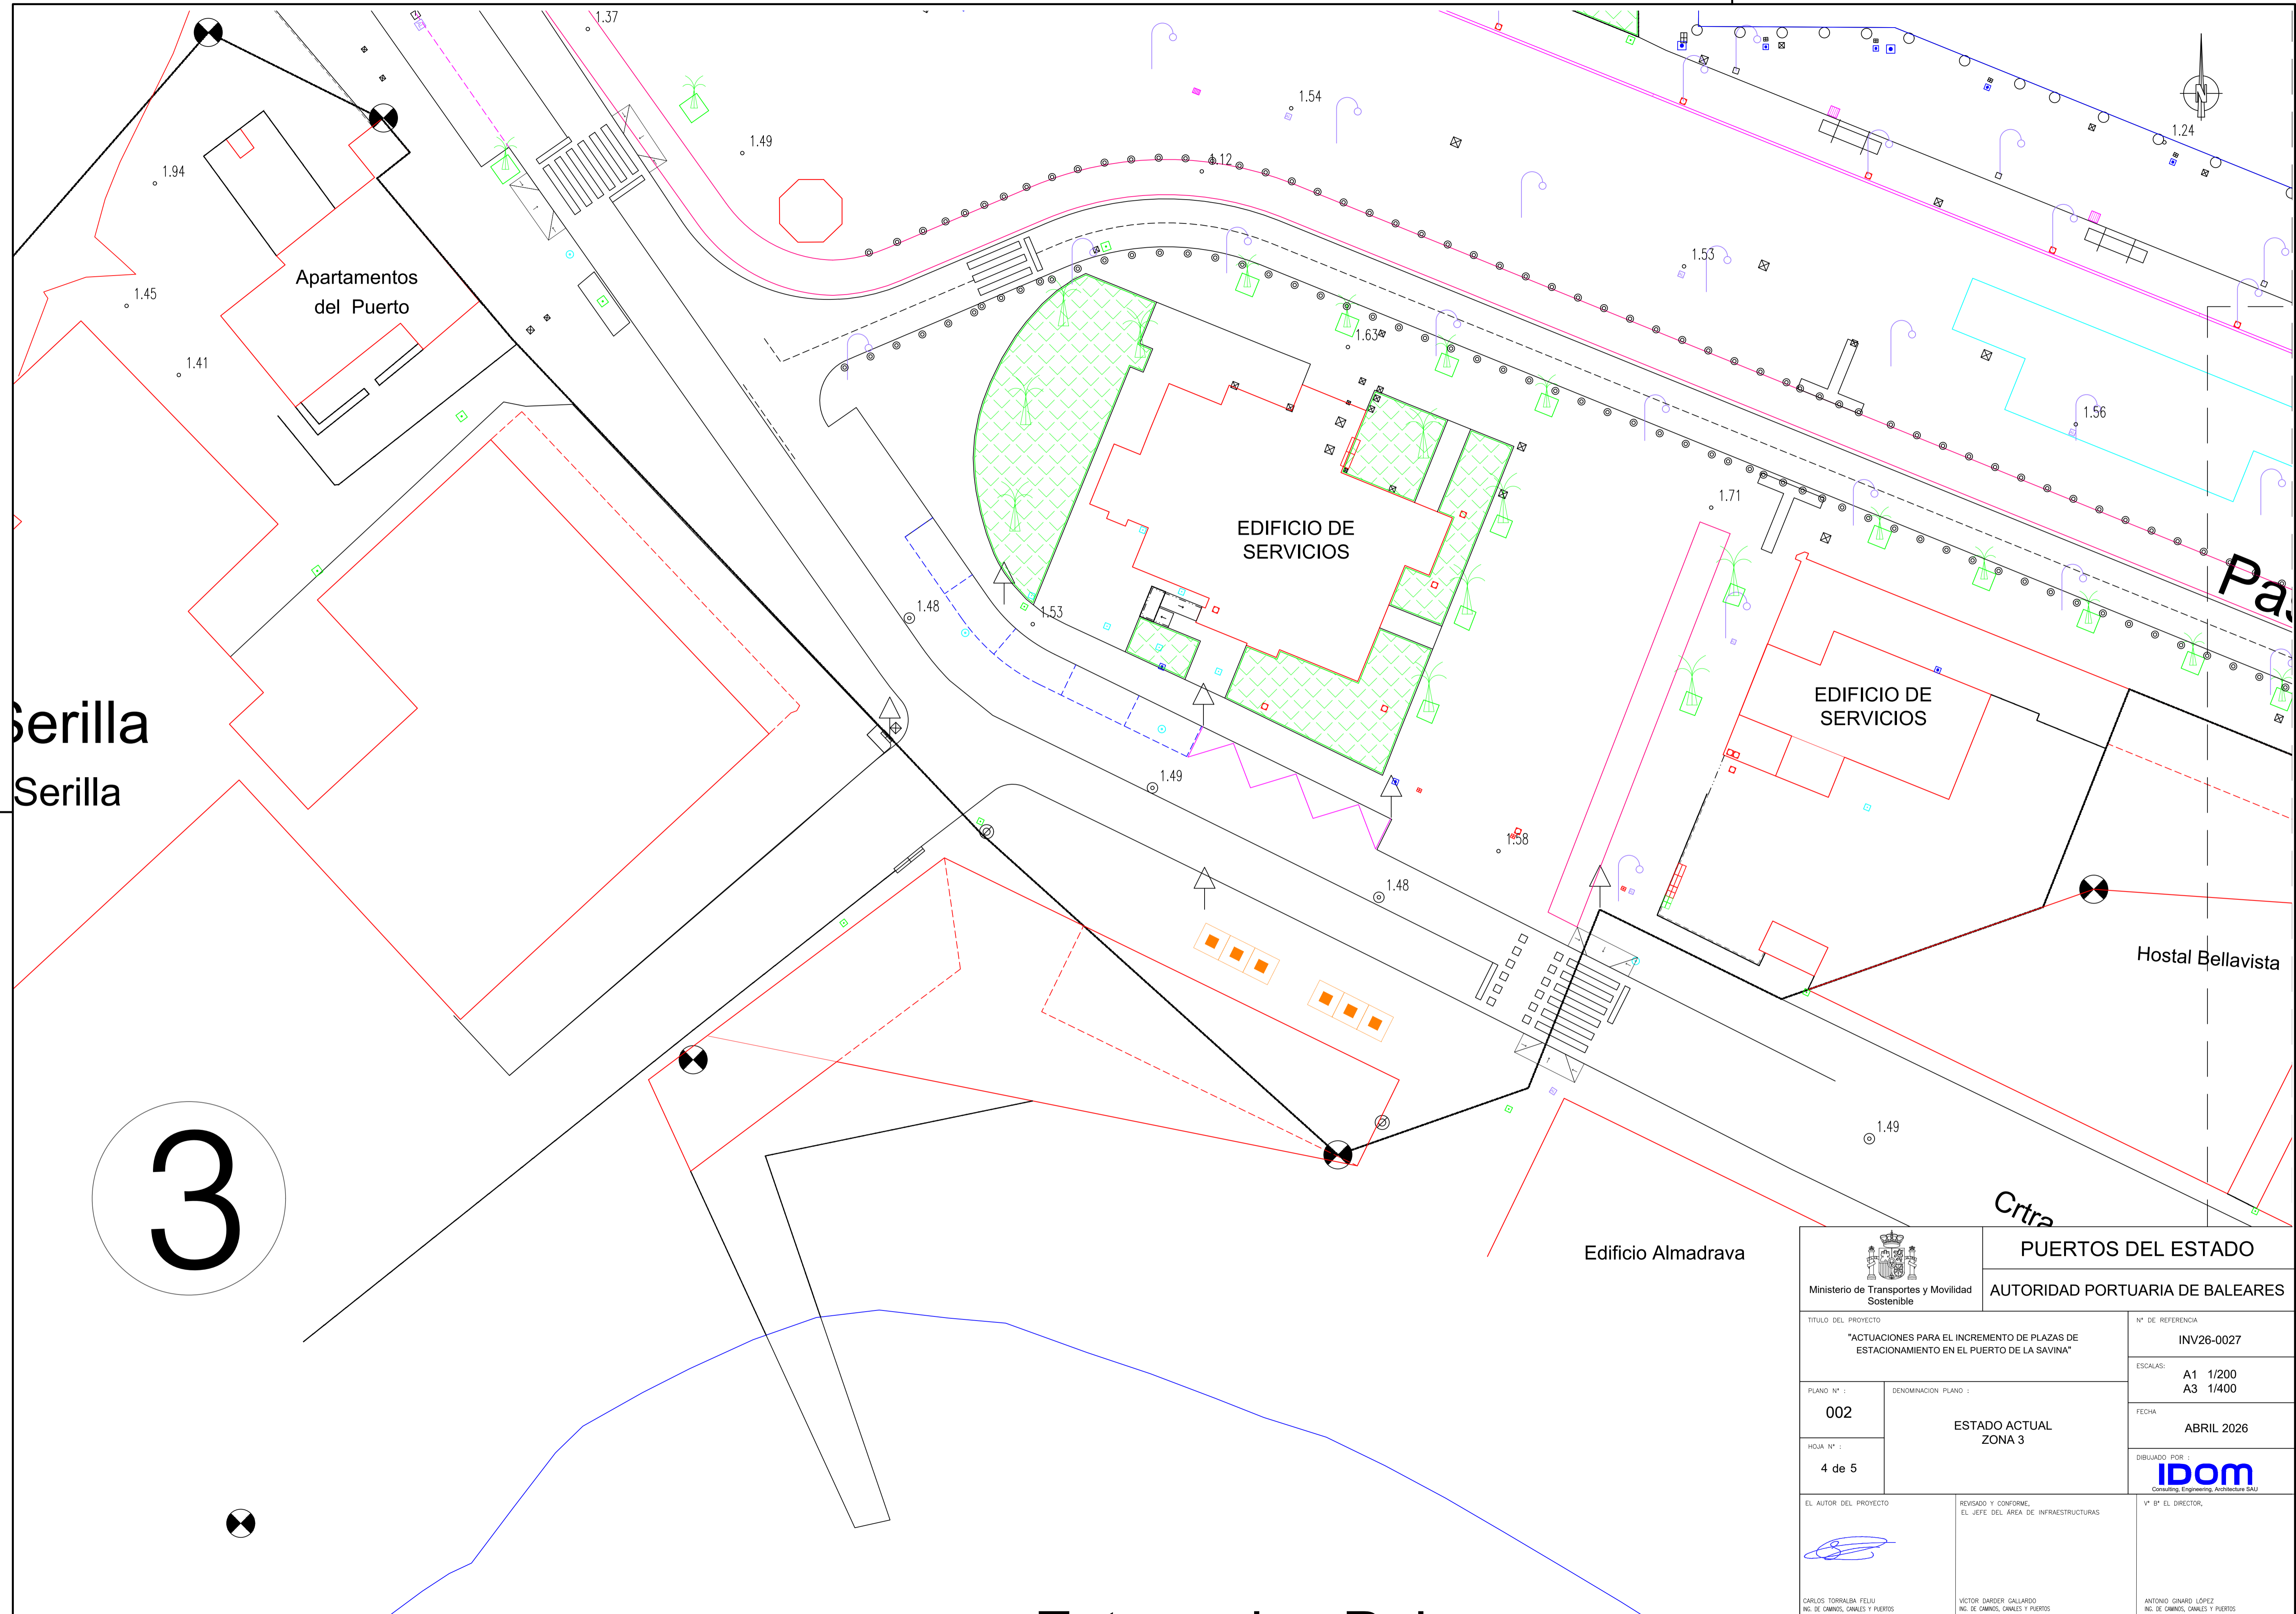 1.37
1.54
1.24
1.49
1.12
1.94
1.53
1.45
Apartamentos
del Puerto
1.63
1.41
1.56
1.71
EDIFICIO DE
SERVICIOS
1.48
1.53
EDIFICIO DE
SERVICIOS
Serilla
Serilla
1.49
1.58
1.48
Hostal Bellavista
1.49
3
Crtra
Edificio Almadrava
N
Ministerio de Transportes y Movilidad
Sostenible
PUERTOS DEL ESTADO
AUTORIDAD PORTUARIA DE BALEARES
TITULO DEL PROYECTO
"ACTUACIONES PARA EL INCREMENTO DE PLAZAS DE
ESTACIONAMIENTO EN EL PUERTO DE LA SAVINA"
Nº DE REFERENCIA
INV26-0027
ESCALAS:
A1 1/200
A3 1/400
PLANO Nº :
002
DENOMINACION PLANO :
ESTADO ACTUAL
ZONA 3
FECHA
ABRIL 2026
HOJA Nº :
4 de 5
DIBUJADO POR :
IDOM
Consulting, Engineering, Architecture SAU
EL AUTOR DEL PROYECTO
REVISADO Y CONFORME,
EL JEFE DEL ÁREA DE INFRAESTRUCTURAS
Vº Bº EL DIRECTOR,
CARLOS TORRALBA FELIU
ING. DE CAMINOS, CANALES Y PUERTOS
VÍCTOR DARDER GALLARDO
ING. DE CAMINOS, CANALES Y PUERTOS
ANTONIO GINARD LÓPEZ
ING. DE CAMINOS, CANALES Y PUERTOS